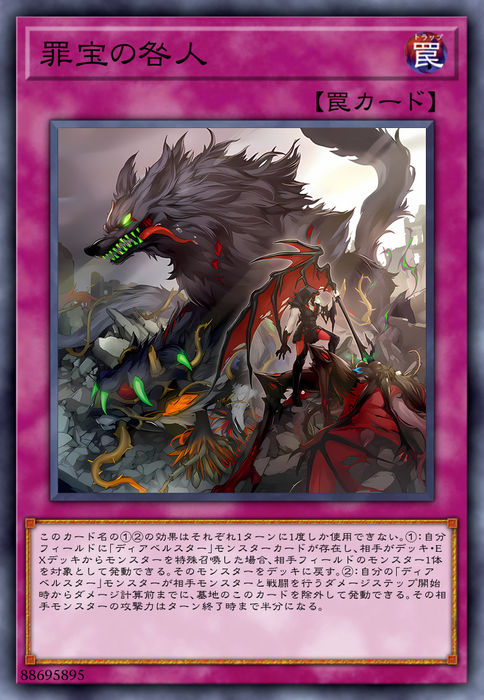 罪宝の咎人
トラップ
罠
【罠カード】
このカード名の①②の効果はそれぞれ1ターンに1度しか使用できない。①:自分
フィールドに「ディアベルスター」モンスターカードが存在し、相手がデッキ・E
Xデッキからモンスターを特殊召喚した場合、相手フィールドのモンスター1体
を対象として発動できる。そのモンスターをデッキに戻す。②:自分の「ディア
ベルスター」モンスターが相手モンスターと戦闘を行うダメージステップ開始
時からダメージ計算前までに、墓地のこのカードを除外して発動できる。その相
手モンスターの攻撃力はターン終了時まで半分になる。
88695895